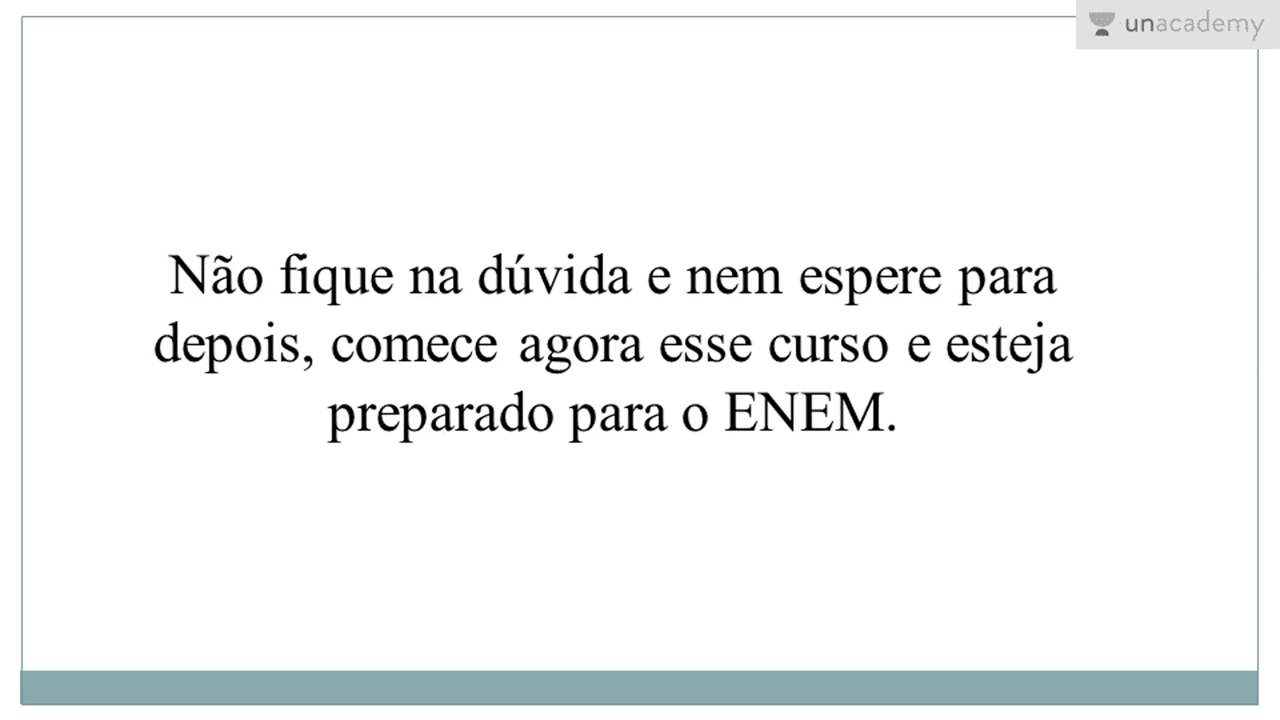 unacademy
Não fique na dúvida e nem espere para
depois, comece agora esse curso e esteja
preparado para o ENEM.